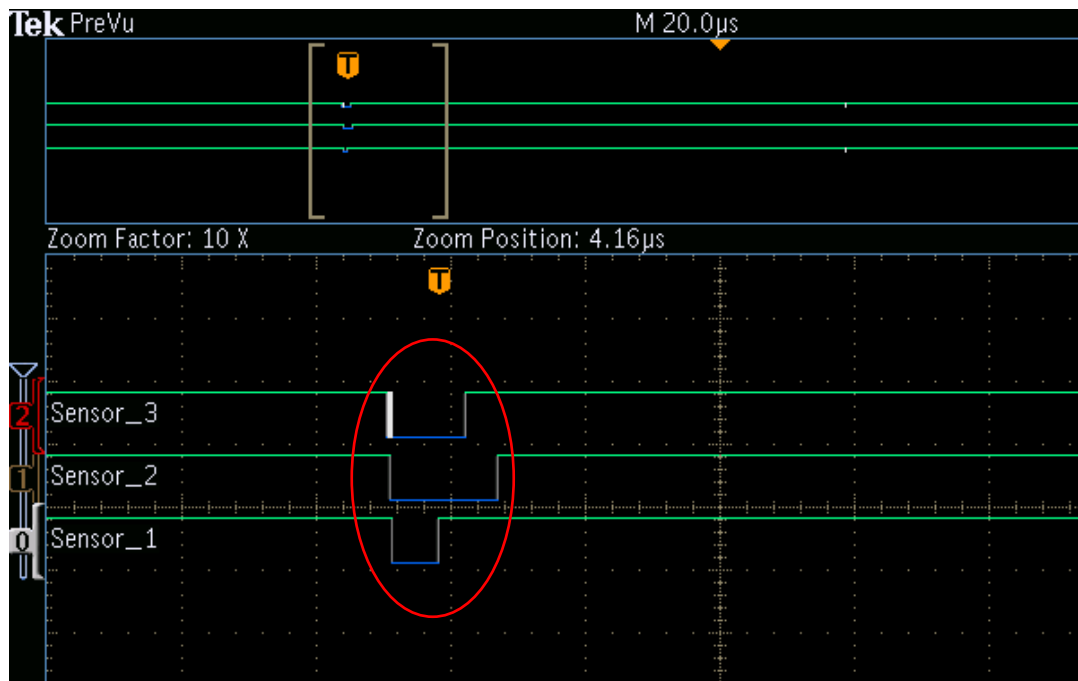 Tek PreVu M 20.0µs
T
Zoom Factor: 10 X Zoom Position: 4.16µs
T
2 Sensor_3
1 Sensor_2
0 Sensor_1